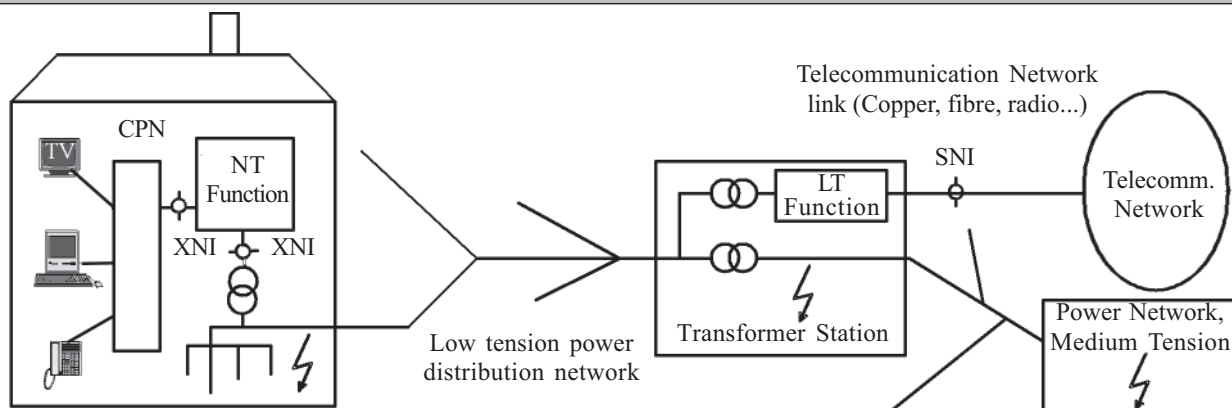 CPN
TV
NT
Function
XNI
XNI
Low tension power
distribution network
Telecommunication Network
link (Copper, fibre, radio...)
SNI
LT
Function
Transformer Station
Telecomm.
Network
Power Network,
Medium Tension